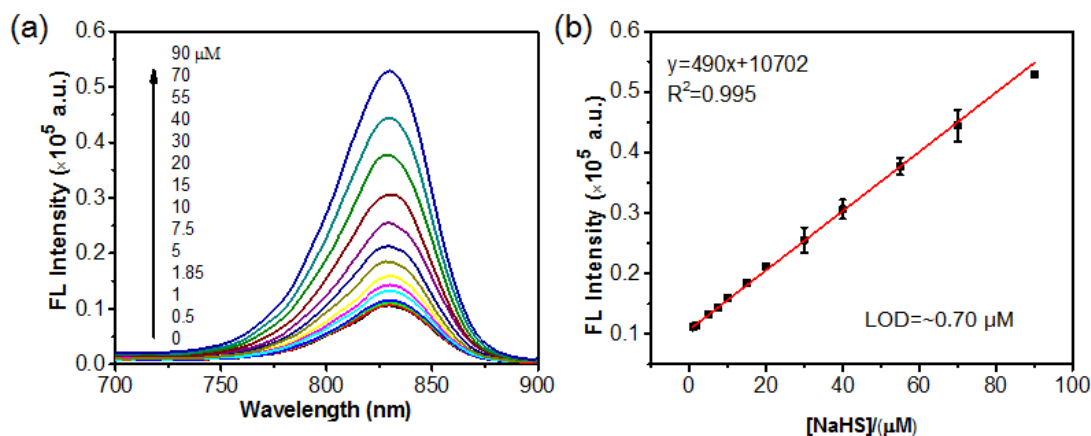 (a)
FL Intensity (×10⁵ a.u.)
0.6
0.5
0.4
0.3
0.2
0.1
0.0
90 μM
70
55
40
30
20
15
10
7.5
5
1.85
1
0.5
0
700 750 800 850 900
Wavelength (nm)
(b)
FL Intensity (×10⁵ a.u.)
0.6
0.5
0.4
0.3
0.2
0.1
y=490x+10702
R²=0.995
LOD=~0.70 μM
0 20 40 60 80 100
[NaHS]/(μM)